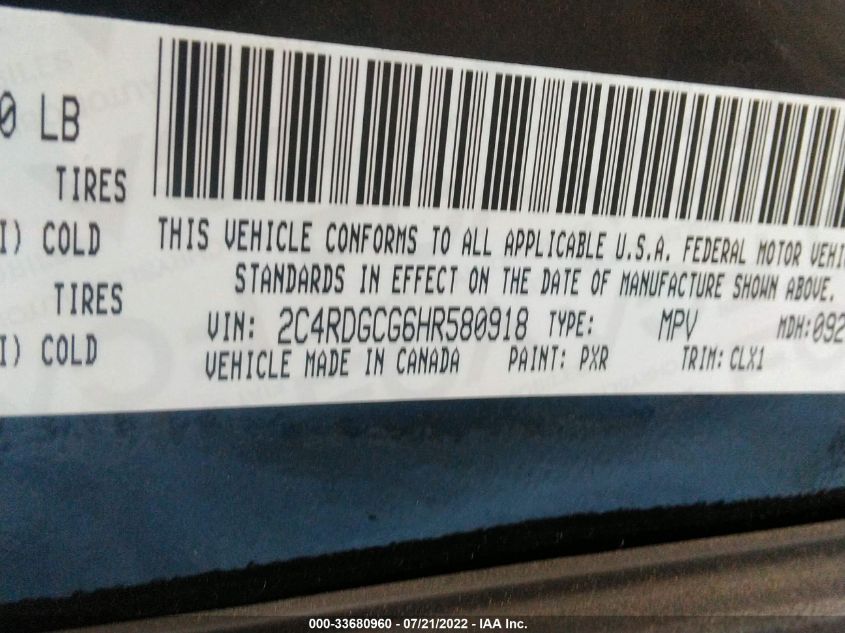 0 LB
TIRES
I) COLD
TIRES
I) COLD
THIS VEHICLE CONFORMS TO ALL APPLICABLE U.S.A. FEDERAL MOTOR VEHI
STANDARDS IN EFFECT ON THE DATE OF MANUFACTURE SHOWN ABOVE.
VIN: 2C4RDGCG6HR580918 TYPE: MPV MDH:092
VEHICLE MADE IN CANADA PAINT: PXR TRIM: CLX1
000-33680960 - 07/21/2022 - IAA Inc.